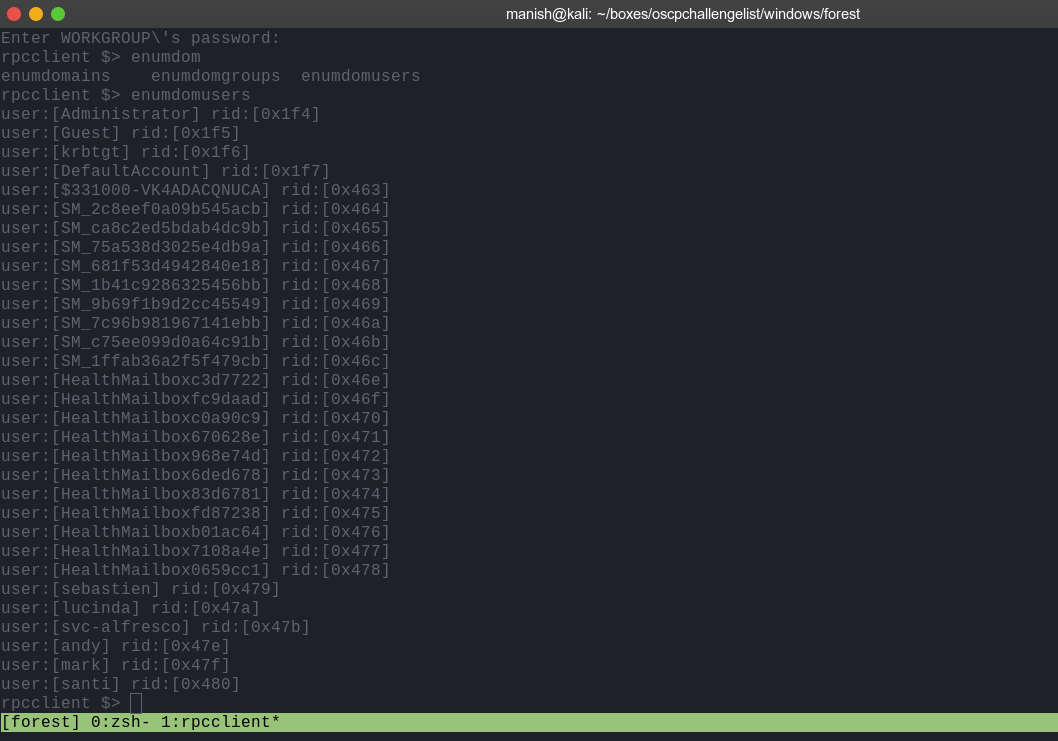 manish@kali: ~/boxes/oscpchallengelist/windows/forest
Enter WORKGROUP\'s password:
rpcclient $> enumdom
enumdomains    enumdomgroups  enumdomusers
rpcclient $> enumdomusers
user:[Administrator] rid:[0x1f4]
user:[Guest] rid:[0x1f5]
user:[krbtgt] rid:[0x1f6]
user:[DefaultAccount] rid:[0x1f7]
user:[$331000-VK4ADACQNUCA] rid:[0x463]
user:[SM_2c8eef0a09b545acb] rid:[0x464]
user:[SM_ca8c2ed5bdab4dc9b] rid:[0x465]
user:[SM_75a538d3025e4db9a] rid:[0x466]
user:[SM_681f53d4942840e18] rid:[0x467]
user:[SM_1b41c9286325456bb] rid:[0x468]
user:[SM_9b69f1b9d2cc45549] rid:[0x469]
user:[SM_7c96b981967141ebb] rid:[0x46a]
user:[SM_c75ee099d0a64c91b] rid:[0x46b]
user:[SM_1ffab36a2f5f479cb] rid:[0x46c]
user:[HealthMailboxc3d7722] rid:[0x46e]
user:[HealthMailboxfc9daad] rid:[0x46f]
user:[HealthMailboxc0a90c9] rid:[0x470]
user:[HealthMailbox670628e] rid:[0x471]
user:[HealthMailbox968e74d] rid:[0x472]
user:[HealthMailbox6ded678] rid:[0x473]
user:[HealthMailbox83d6781] rid:[0x474]
user:[HealthMailboxfd87238] rid:[0x475]
user:[HealthMailboxb01ac64] rid:[0x476]
user:[HealthMailbox7108a4e] rid:[0x477]
user:[HealthMailbox0659cc1] rid:[0x478]
user:[sebastien] rid:[0x479]
user:[lucinda] rid:[0x47a]
user:[svc-alfresco] rid:[0x47b]
user:[andy] rid:[0x47e]
user:[mark] rid:[0x47f]
user:[santi] rid:[0x480]
rpcclient $>
[forest] 0:zsh- 1:rpcclient*